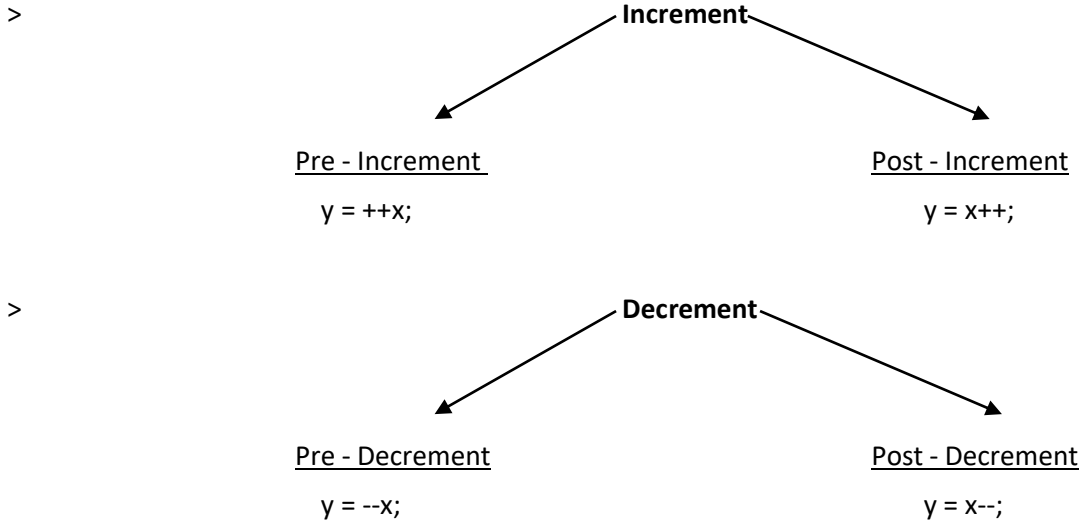 > Increment
Pre - Increment Post - Increment
y = ++x; y = x++;
> Decrement
Pre - Decrement Post - Decrement
y = --x; y = x--;